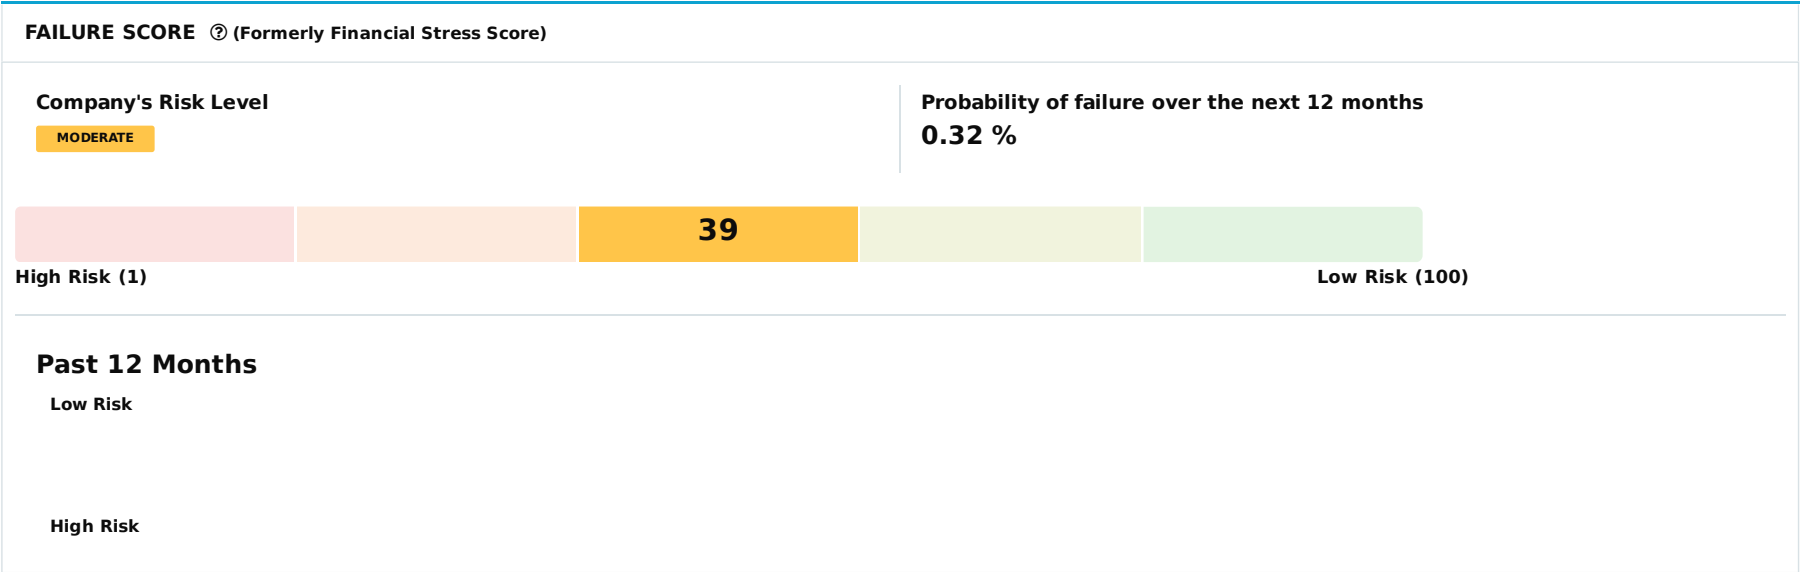 FAILURE SCORE ? (Formerly Financial Stress Score)
Company's Risk Level
MODERATE
Probability of failure over the next 12 months
0.32 %
39
High Risk (1)
Low Risk (100)
Past 12 Months
Low Risk
High Risk